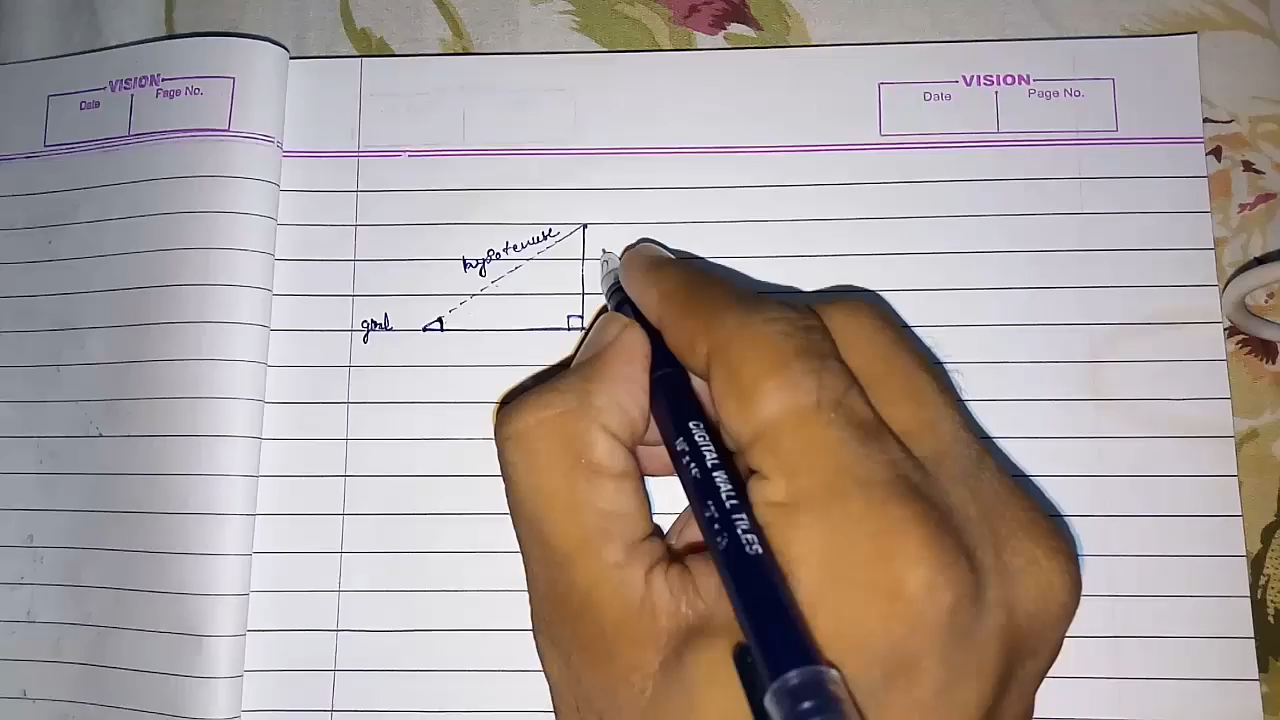 VISION
Date
Page No.
VISION
Date
Page No.
hypotenuse
goal
DIGITAL WALL TILES